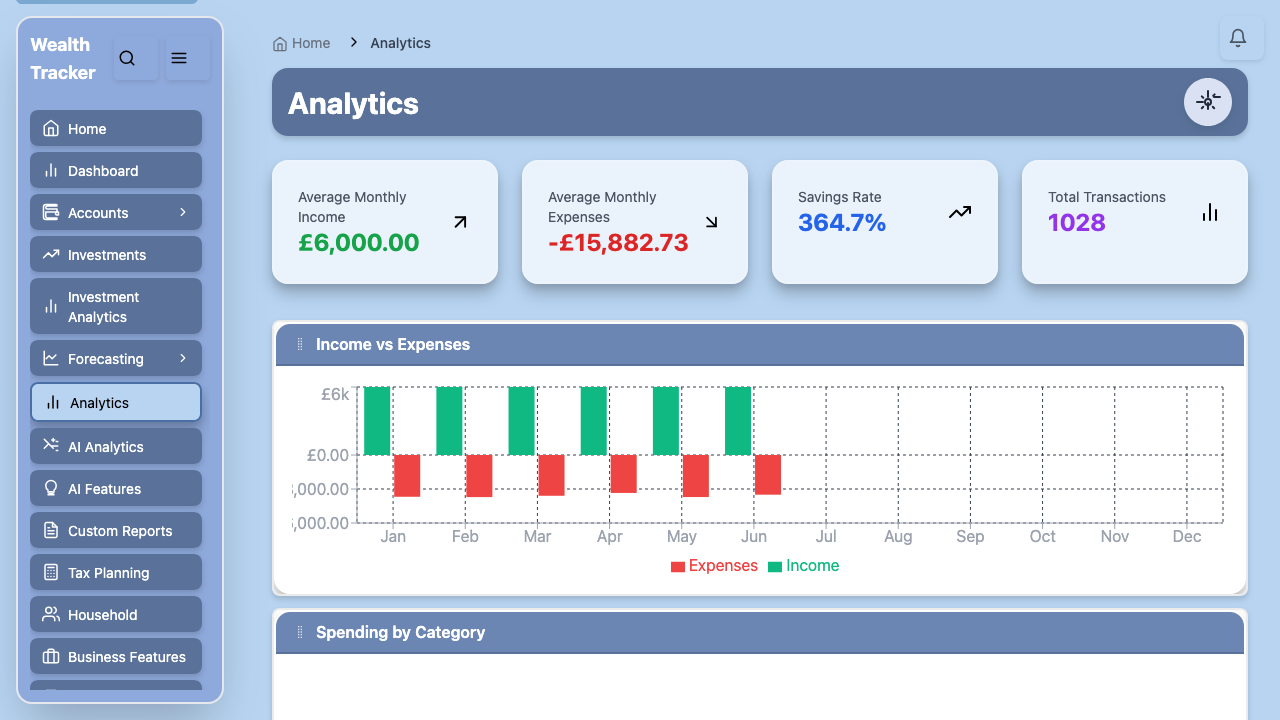 Wealth
Tracker
Home
Dashboard
Accounts
Investments
Investment
Analytics
Forecasting
Analytics
AI Analytics
AI Features
Custom Reports
Tax Planning
Household
Business Features
Home
Analytics
Analytics
Average Monthly
Income
£6,000.00
Average Monthly
Expenses
-£15,882.73
Savings Rate
364.7%
Total Transactions
1028
Income vs Expenses
£6k
£0.00
,000.00
,000.00
Jan Feb Mar Apr May Jun Jul Aug Sep Oct Nov Dec
Expenses Income
Spending by Category